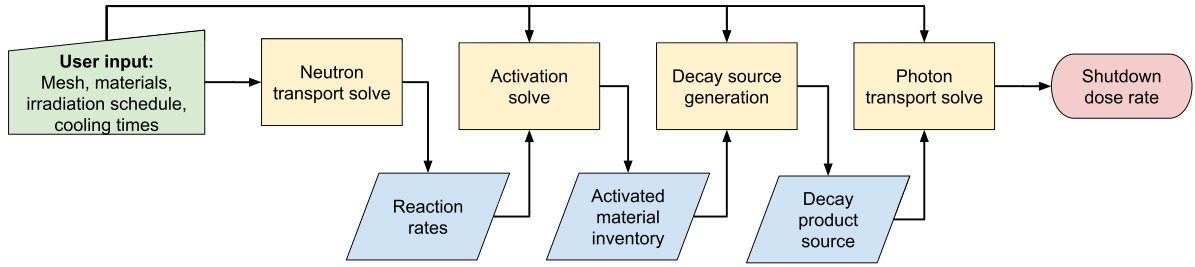 User input:
Mesh, materials,
irradiation schedule,
cooling times
Neutron
transport solve
Activation
solve
Decay source
generation
Photon
transport solve
Shutdown
dose rate
Reaction
rates
Activated
material
inventory
Decay
product
source